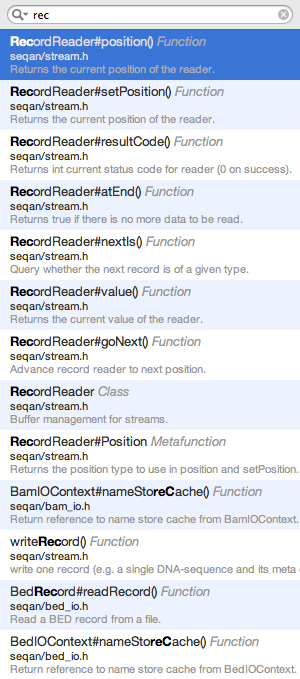 rec
RecordReader#position() Function
seqan/stream.h
Returns the current position of the reader.
RecordReader#setPosition() Function
seqan/stream.h
Returns the current position of the reader.
RecordReader#resultCode() Function
seqan/stream.h
Returns int current status code for reader (0 on success).
RecordReader#atEnd() Function
seqan/stream.h
Returns true if there is no more data to be read.
RecordReader#nextIs() Function
seqan/stream.h
Query whether the next record is of a given type.
RecordReader#value() Function
seqan/stream.h
Returns the current value of the reader.
RecordReader#goNext() Function
seqan/stream.h
Advance record reader to next position.
RecordReader Class
seqan/stream.h
Buffer management for streams.
RecordReader#Position Metafunction
seqan/stream.h
Returns the position type to use in position and setPosition.
BamIOContext#nameStoreCache() Function
seqan/bam_io.h
Return reference to name store cache from BamIOContext.
writeRecord() Function
seqan/stream.h
write one record (e.g. a single DNA-sequence and its meta
BedRecord#readRecord() Function
seqan/bed_io.h
Read a BED record from a file.
BedIOContext#nameStoreCache() Function
seqan/bed_io.h
Return reference to name store cache from BedIOContext.